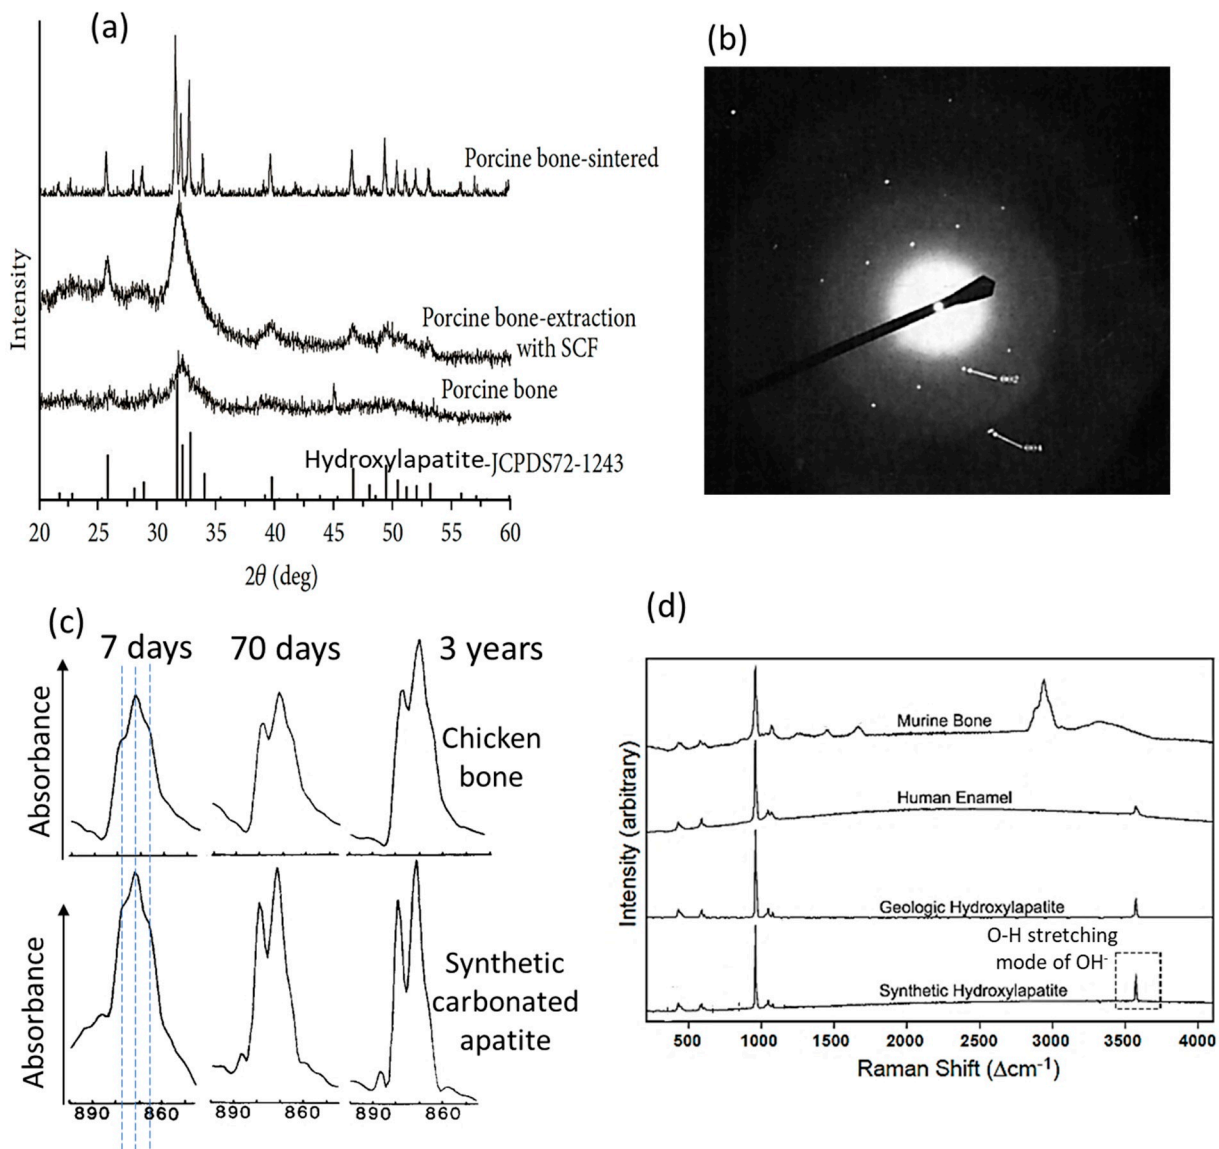 (a)
Porcine bone-sintered
Porcine bone-extraction
with SCF
Porcine bone
Hydroxylapatite-JCPDS72-1243
Intensity
20 25 30 35 40 45 50 55 60
2θ (deg)
(b)
002
004
(c)
7 days 70 days 3 years
Absorbance
Chicken
bone
Absorbance
Synthetic
carbonated
apatite
890 860 890 860 890 860
(d)
Murine Bone
Human Enamel
Geologic Hydroxylapatite
O-H stretching
mode of OH-
Synthetic Hydroxylapatite
Intensity (arbitrary)
500 1000 1500 2000 2500 3000 3500 4000
Raman Shift (Δcm-1)